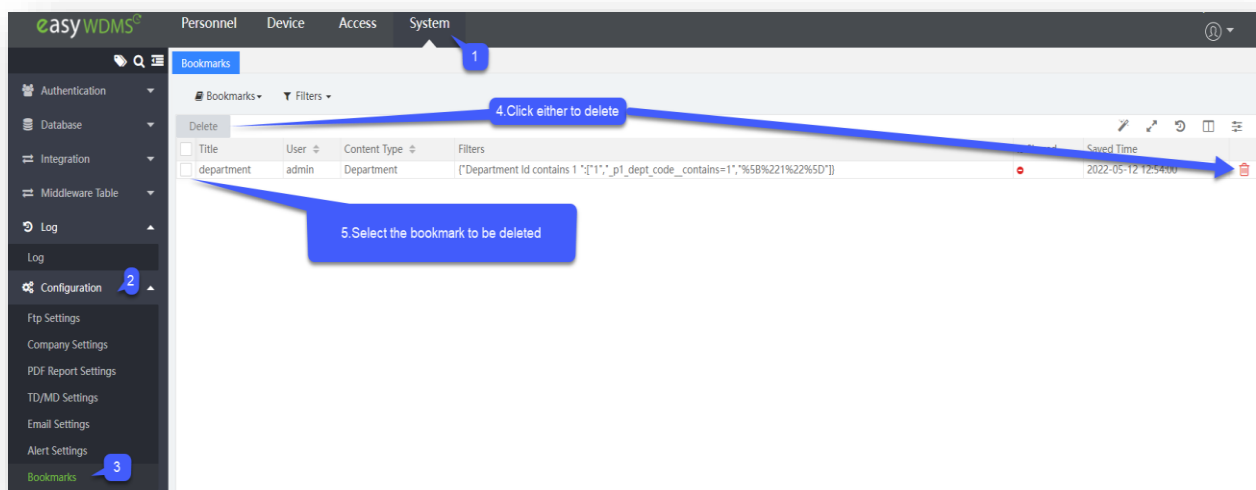 easy WDMS
Personnel Device Access System
1
Bookmarks
Authentication
Bookmarks Filters
4.Click either to delete
Database
Delete
Title User Content Type Filters Saved Time
Integration
department admin Department {"Department Id contains 1 ":["1","_p1_dept_code__contains=1","%5B%221%22%5D"]} 2022-05-12 12:54:00
Middleware Table
5.Select the bookmark to be deleted
Log
Log
Configuration 2
Ftp Settings
Company Settings
PDF Report Settings
TD/MD Settings
Email Settings
Alert Settings
Bookmarks 3